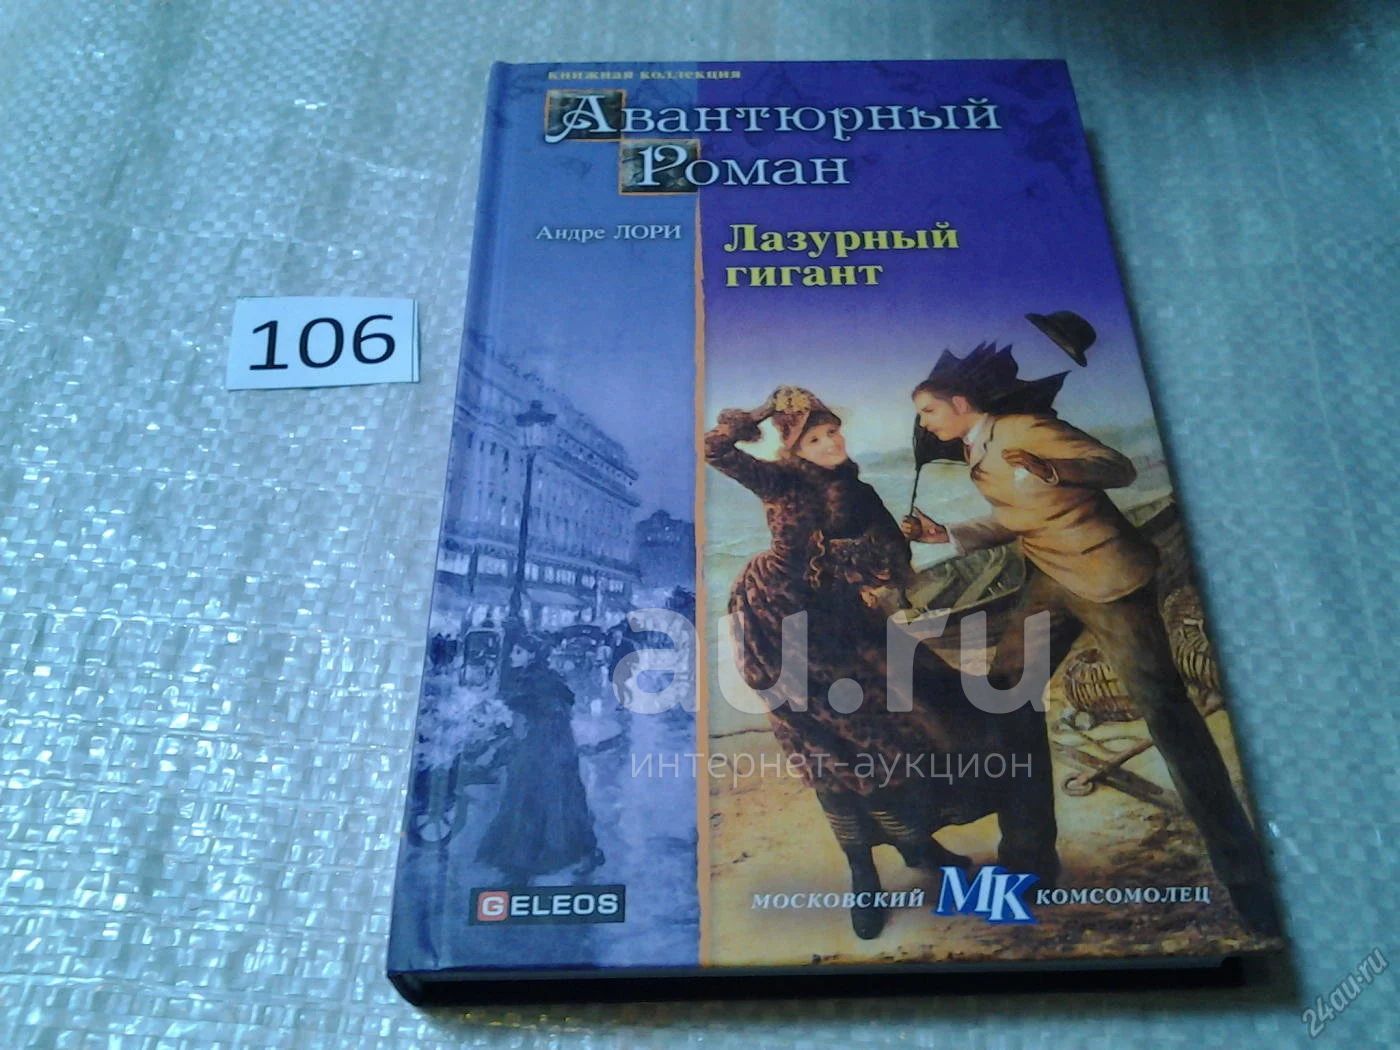 книжная коллекция
Авантюрный
Роман
Андре ЛОРИ
Лазурный
гигант
106
au.ru
интернет-аукцион
GELEOS
МОСКОВСКИЙ МК КОМСОМОЛЕЦ
24au.ru